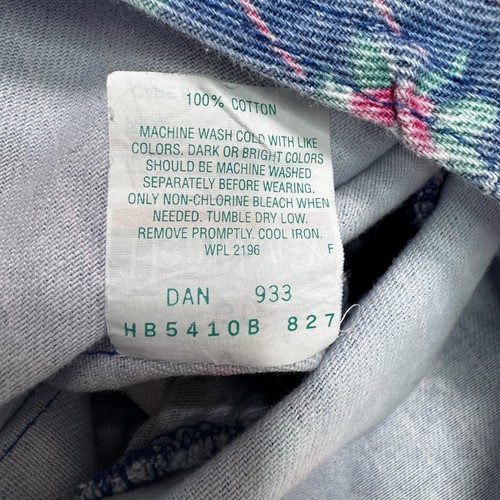 100% COTTON
MACHINE WASH COLD WITH LIKE
COLORS. DARK OR BRIGHT COLORS
SHOULD BE MACHINE WASHED
SEPARATELY BEFORE WEARING.
ONLY NON-CHLORINE BLEACH WHEN
NEEDED. TUMBLE DRY LOW.
REMOVE PROMPTLY. COOL IRON.
WPL 2196 F
DAN 933
HB5410B 827